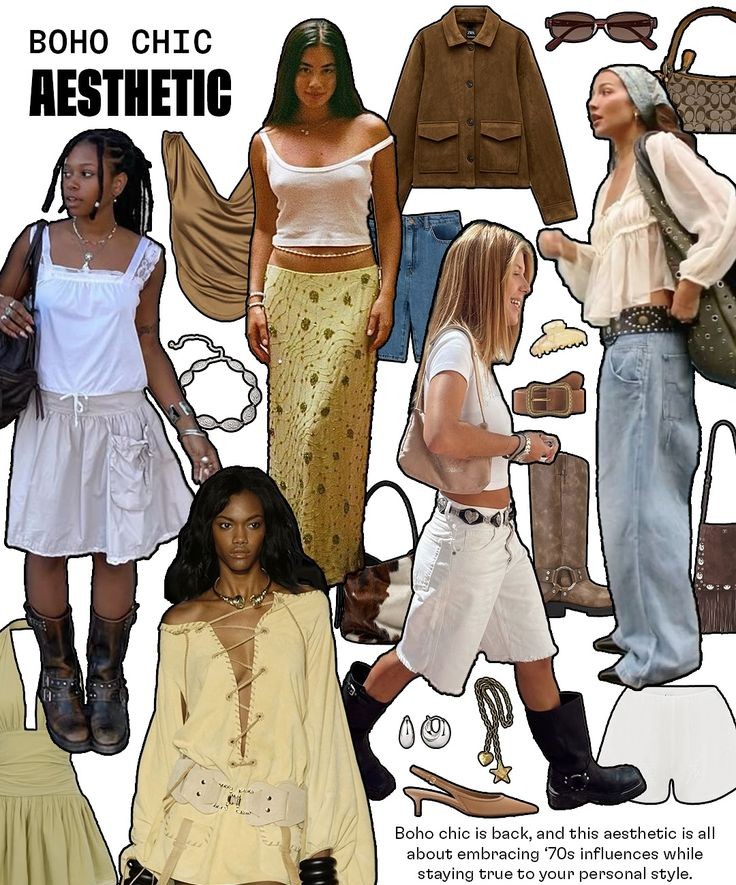 BOHO CHIC
AESTHETIC
ZARA
Boho chic is back, and this aesthetic is all
about embracing ‘70s influences while
staying true to your personal style.